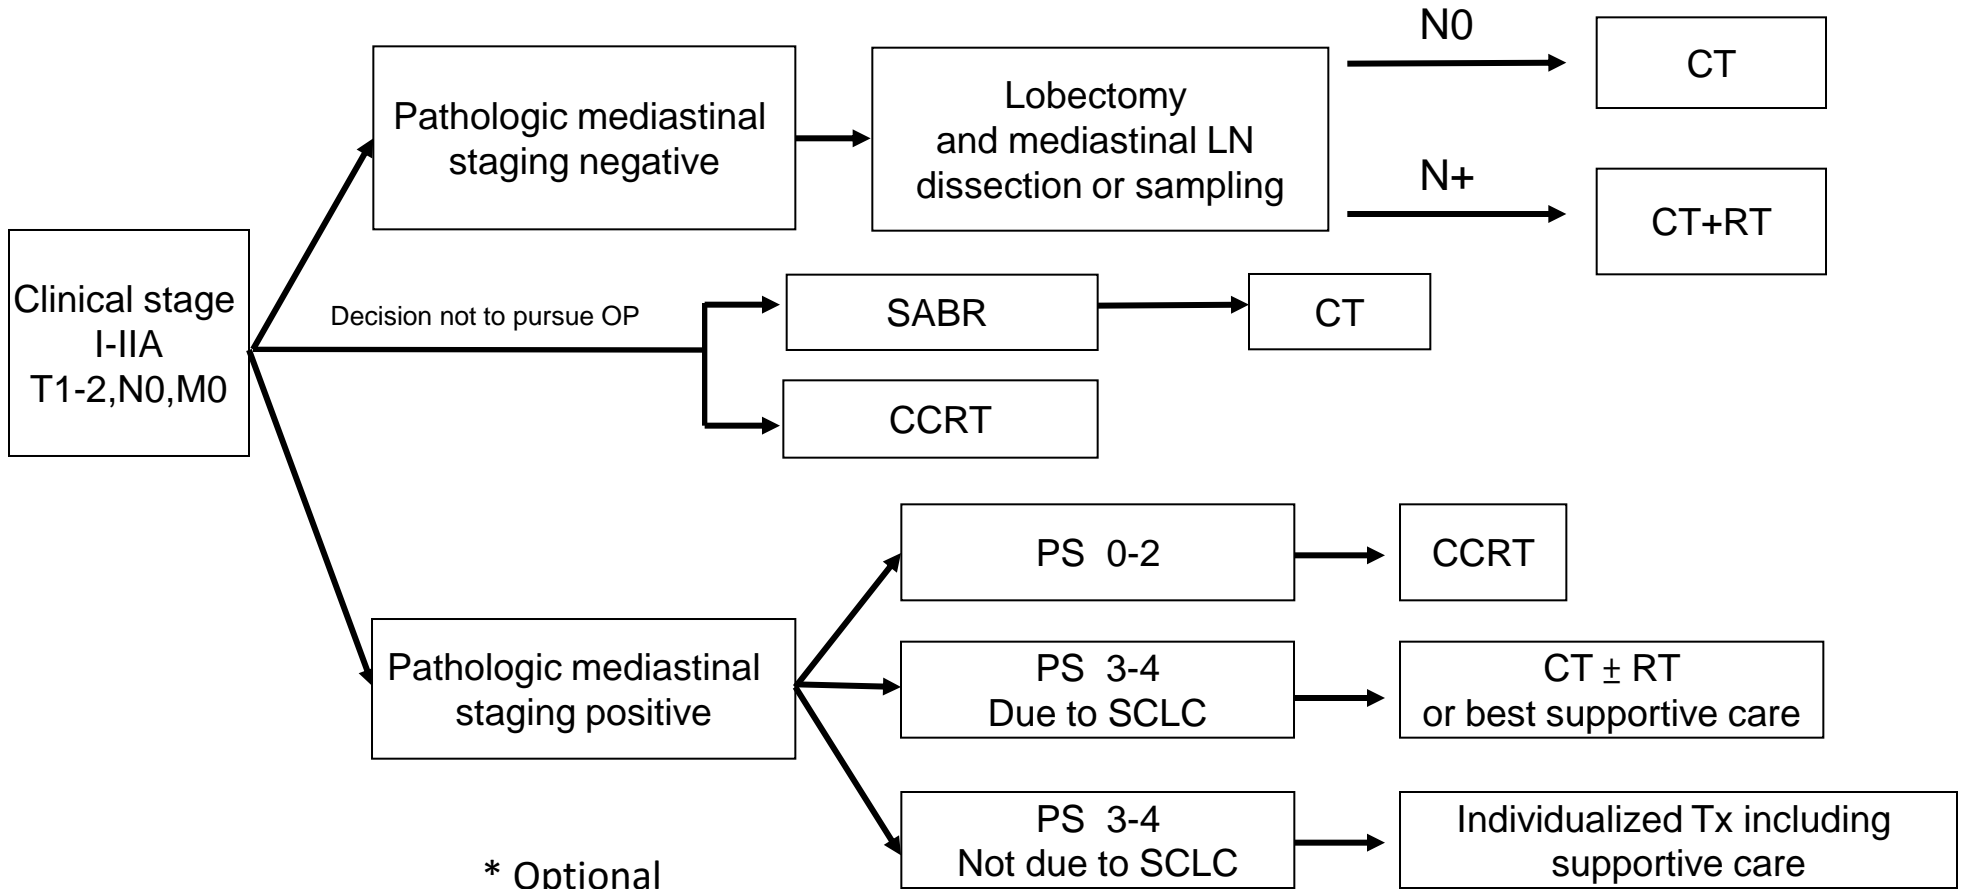 Clinical stage
I-IIA
T1-2,N0,M0
Pathologic mediastinal
staging negative
Lobectomy
and mediastinal LN
dissection or sampling
N0
CT
N+
CT+RT
Decision not to pursue OP
SABR
CT
CCRT
Pathologic mediastinal
staging positive
PS 0-2
CCRT
PS 3-4
Due to SCLC
CT ± RT
or best supportive care
PS 3-4
Not due to SCLC
Individualized Tx including
supportive care
* Optional